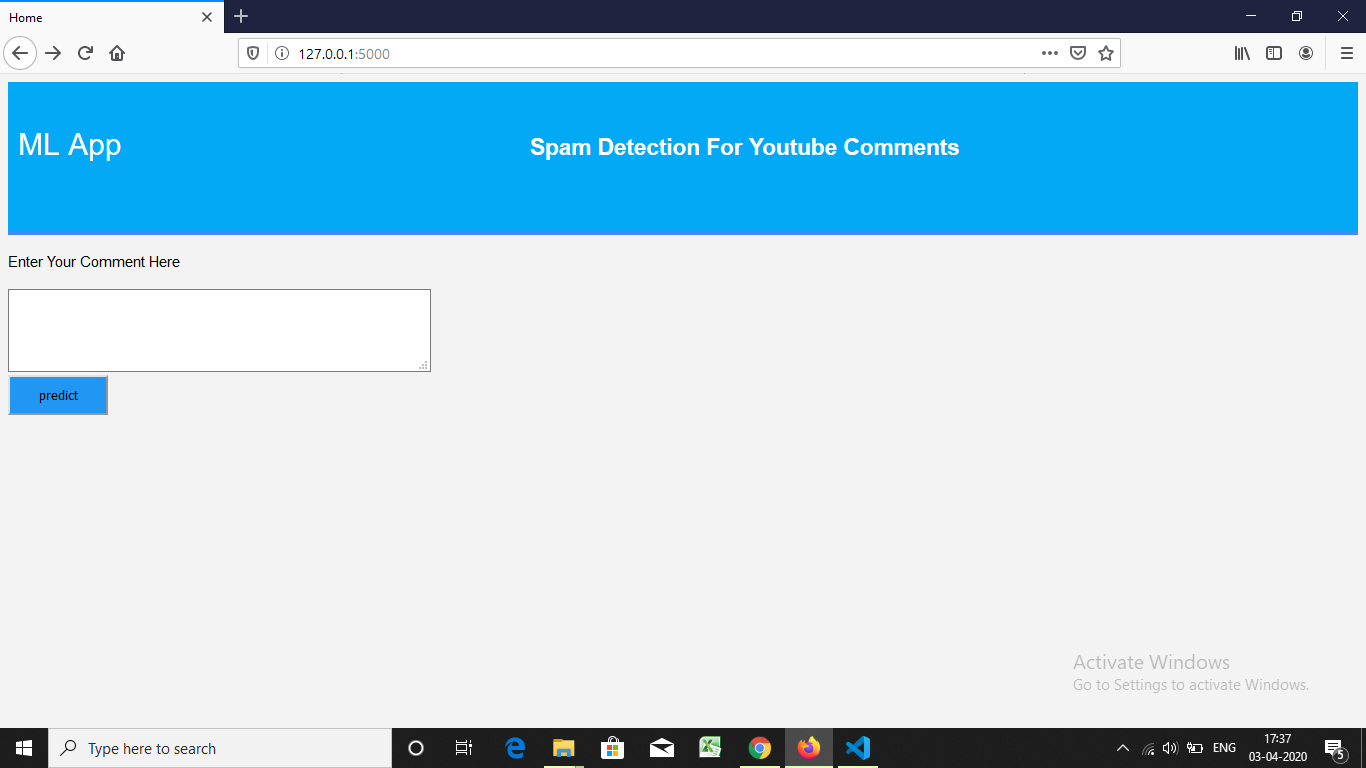 Home
127.0.0.1:5000
ML App
Spam Detection For Youtube Comments
Enter Your Comment Here
predict
Activate Windows
Go to Settings to activate Windows.
Type here to search
ENG
17:37
03-04-2020
5